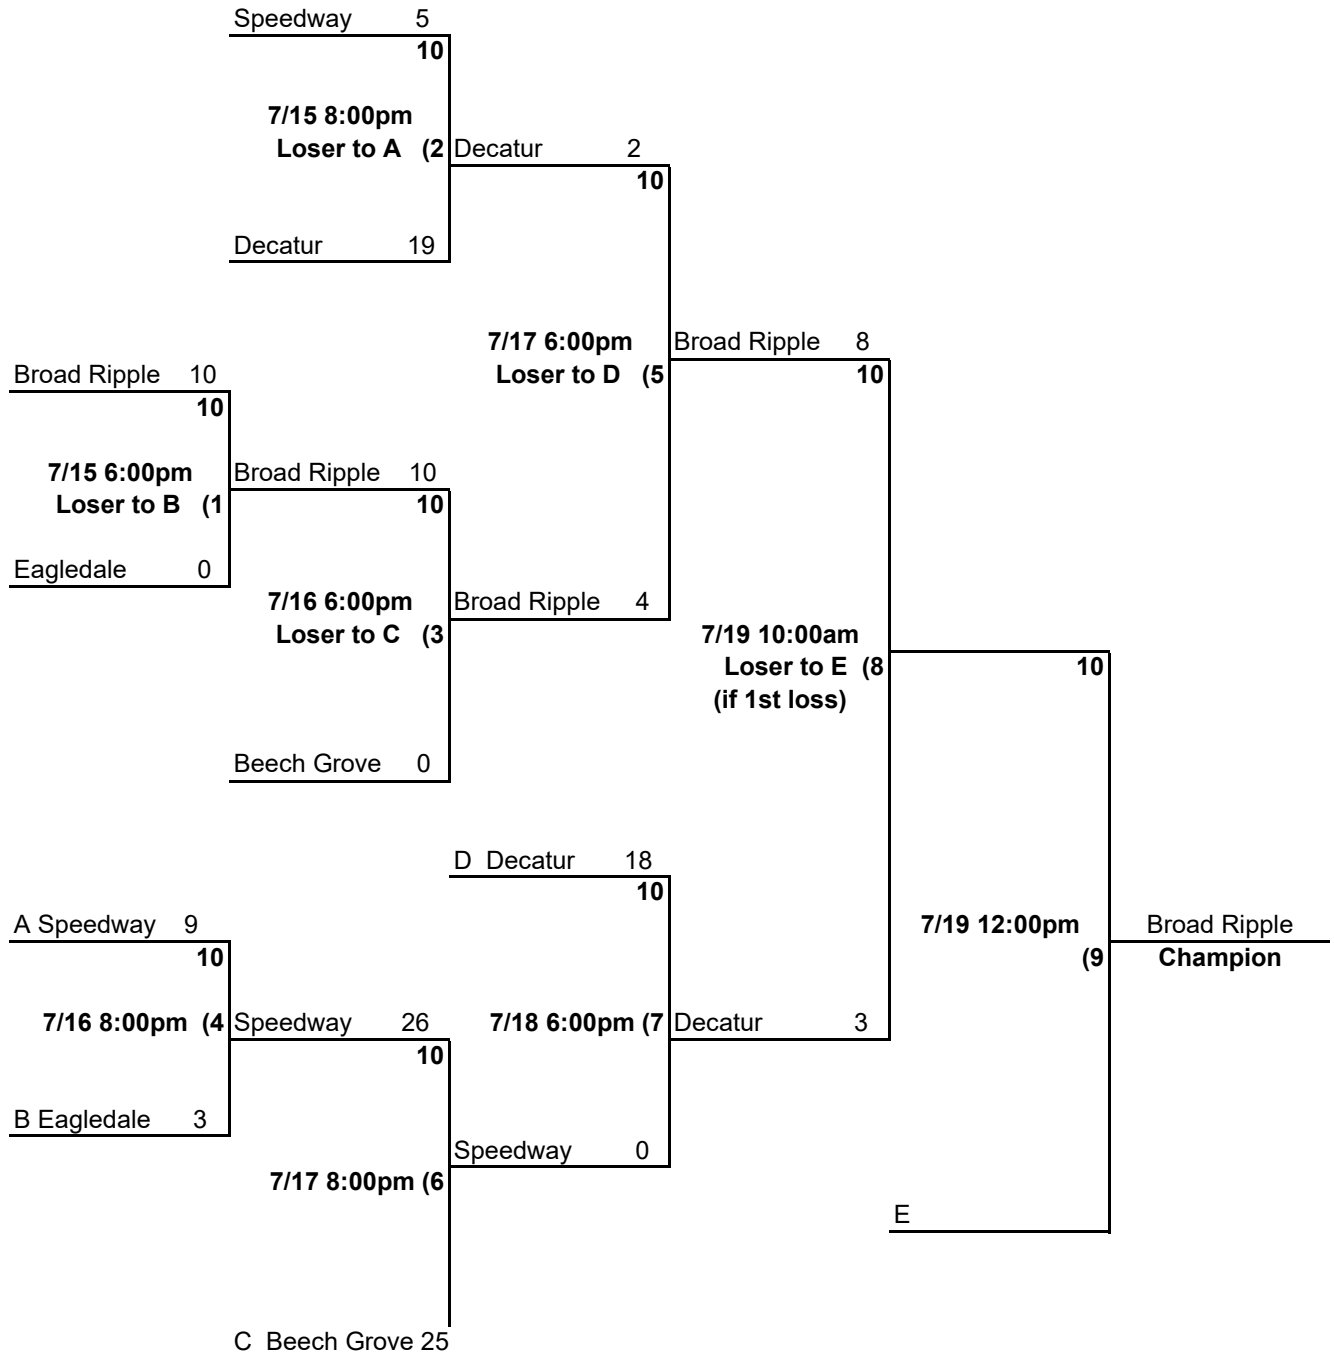 Speedway 5
10
7/15 8:00pm
Loser to A (2
Decatur 2
10
Decatur 19
7/17 6:00pm
Loser to D (5
Broad Ripple 8
10
Broad Ripple 10
10
7/15 6:00pm
Loser to B (1
Broad Ripple 10
10
Eagledale 0
7/16 6:00pm
Loser to C (3
Broad Ripple 4
7/19 10:00am
Loser to E (8
(if 1st loss)
10
Beech Grove 0
D Decatur 18
10
A Speedway 9
10
7/19 12:00pm
(9
Broad Ripple
Champion
7/16 8:00pm (4
Speedway 26
10
7/18 6:00pm (7
Decatur 3
B Eagledale 3
Speedway 0
7/17 8:00pm (6
E
C Beech Grove 25